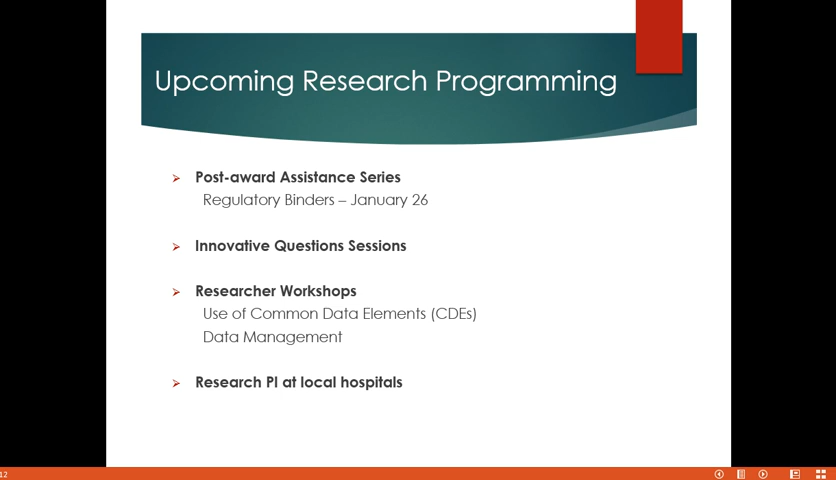 Upcoming Research Programming
Post-award Assistance Series
Regulatory Binders – January 26
Innovative Questions Sessions
Researcher Workshops
Use of Common Data Elements (CDEs)
Data Management
Research PI at local hospitals
12